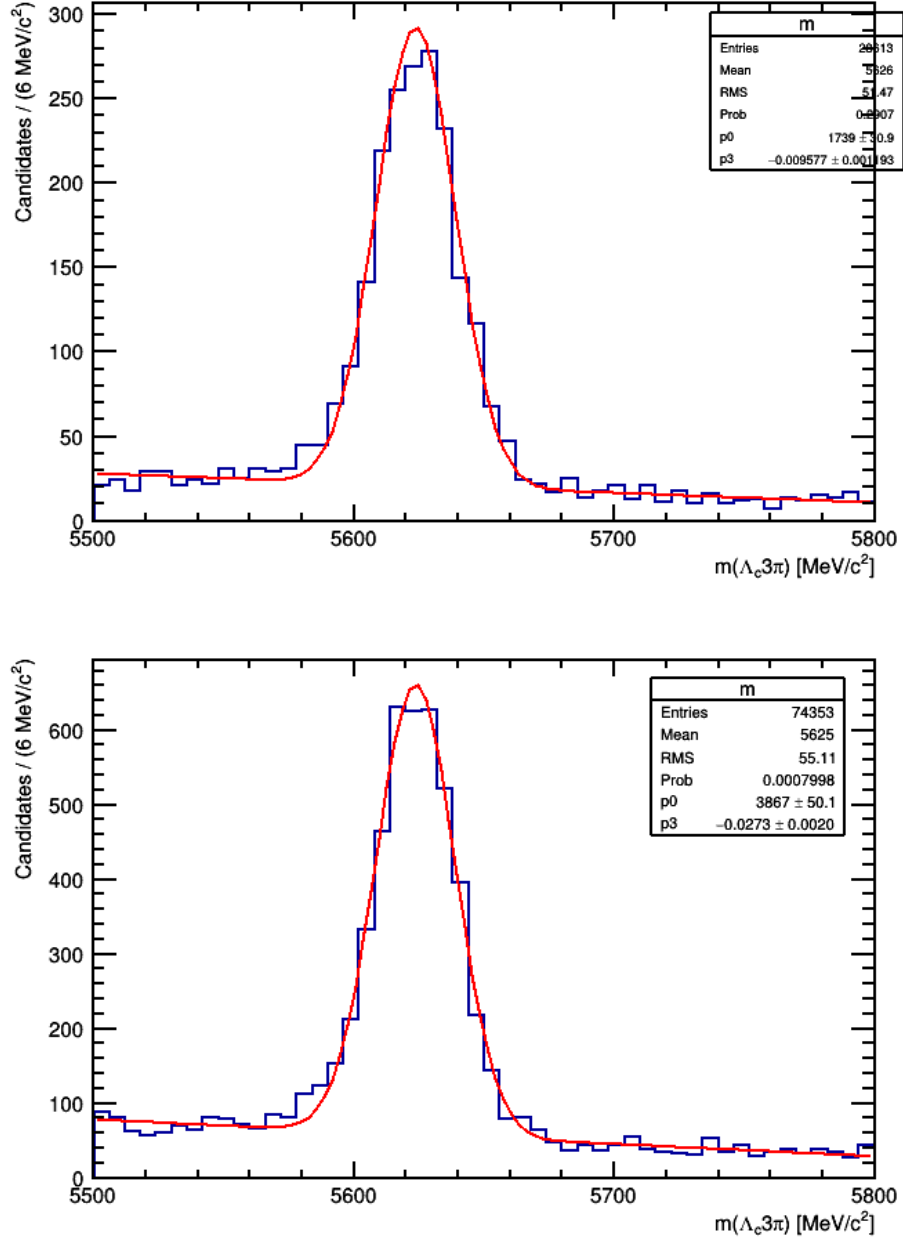 300
250
200
150
100
50
0
Candidates / (6 MeV/c²)
m
Entries 28613
Mean 5626
RMS 51.47
Prob 0.2907
p0 1739 ± 30.9
p3 −0.009577 ± 0.001193
5500 5600 5700 5800
m(Λc3π) [MeV/c²]
600
500
400
300
200
100
0
Candidates / (6 MeV/c²)
m
Entries 74353
Mean 5625
RMS 55.11
Prob 0.0007998
p0 3867 ± 50.1
p3 −0.0273 ± 0.0020
5500 5600 5700 5800
m(Λc3π) [MeV/c²]